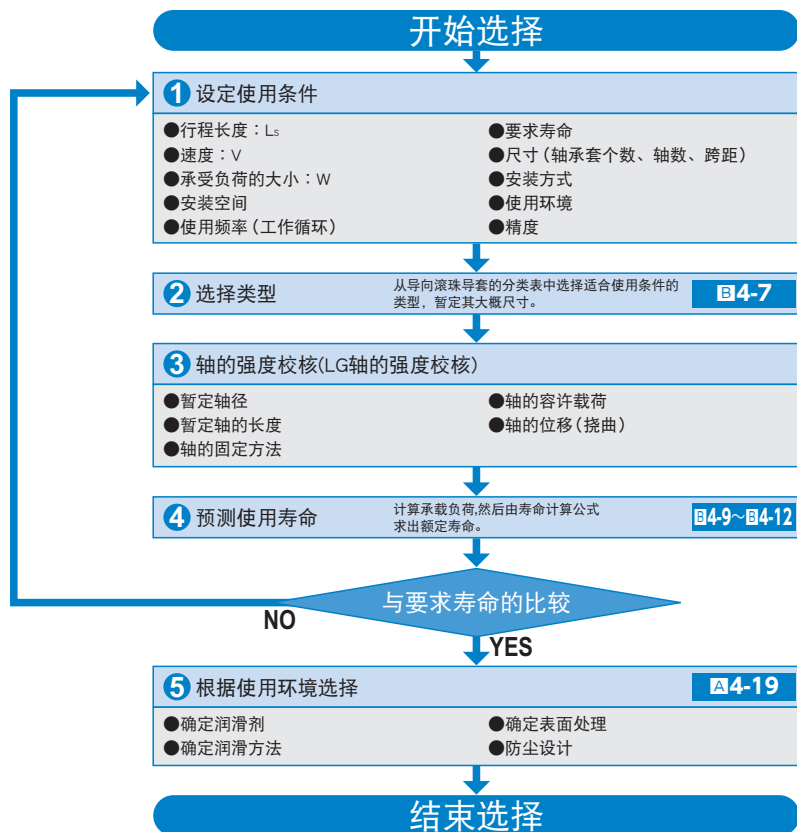 开始选择
1 设定使用条件
●行程长度：Ls
●速度：V
●承受负荷的大小：W
●安装空间
●使用频率（工作循环）
●要求寿命
●尺寸（轴承套个数、轴数、跨距）
●安装方式
●使用环境
●精度
2 选择类型
从导向滚珠导套的分类表中选择适合使用条件的
类型，暂定其大概尺寸。
B4-7
3 轴的强度校核(LG轴的强度校核)
●暂定轴径
●暂定轴的长度
●轴的固定方法
●轴的容许载荷
●轴的位移（挠曲）
4 预测使用寿命
计算承载负荷,然后由寿命计算公式
求出额定寿命。
B4-9～B4-12
与要求寿命的比较
NO
YES
5 根据使用环境选择
A4-19
●确定润滑剂
●确定润滑方法
●确定表面处理
●防尘设计
结束选择